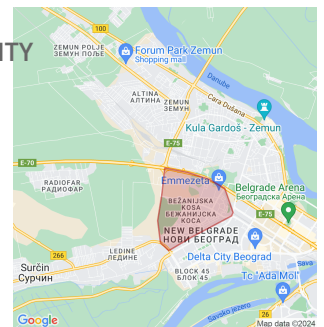 ITY
100
ZEMUN POLJE
ЗЕМУН ПОЉЕ
Forum Park Zemun
Shopping mall
Danube
ALTINA
АЛТИНА
ZEMUN
ЗЕМУН
Cara Dušana
Kula Gardoš - Zemun
E-75
E-70
RADIOFAR
РАДИОФАР
Emmezeta
Belgrade Arena
Београдска Арена
BEŽANIJSKA
KOSA
БЕЖАНИЈСКА
КОСА
E-75
NEW BELGRADE
НОВИ БЕОГРАД
266
LEDINE
ЛЕДИНЕ
Delta City Beograd
Surčin
Сурчин
BLOCK 45
БЛОК 45
Tc "Ada Mol"
Savsko jezero
Google
Map data ©2024